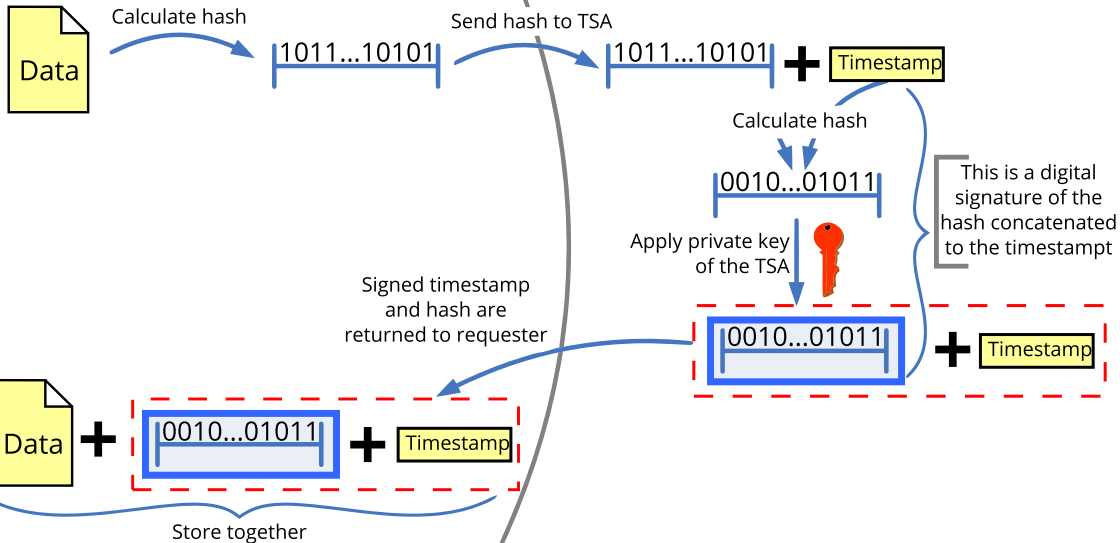 Calculate hash
Send hash to TSA
Data
1011...10101
1011...10101
Timestamp
Calculate hash
0010...01011
This is a digital
signature of the
hash concatenated
to the timestampt
Apply private key
of the TSA
Signed timestamp
and hash are
returned to requester
0010...01011
Timestamp
Data
0010...01011
Timestamp
Store together